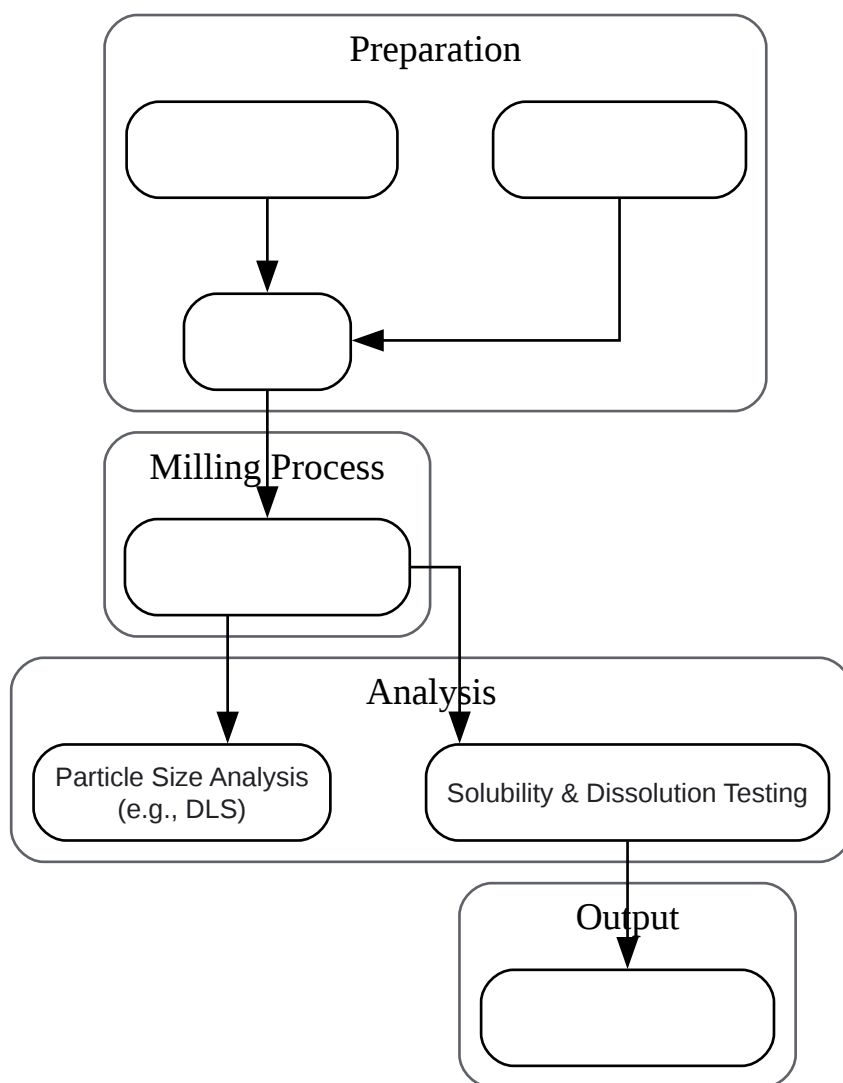 Preparation
Milling Process
Analysis
Particle Size Analysis
(e.g., DLS)
Solubility & Dissolution Testing
Output